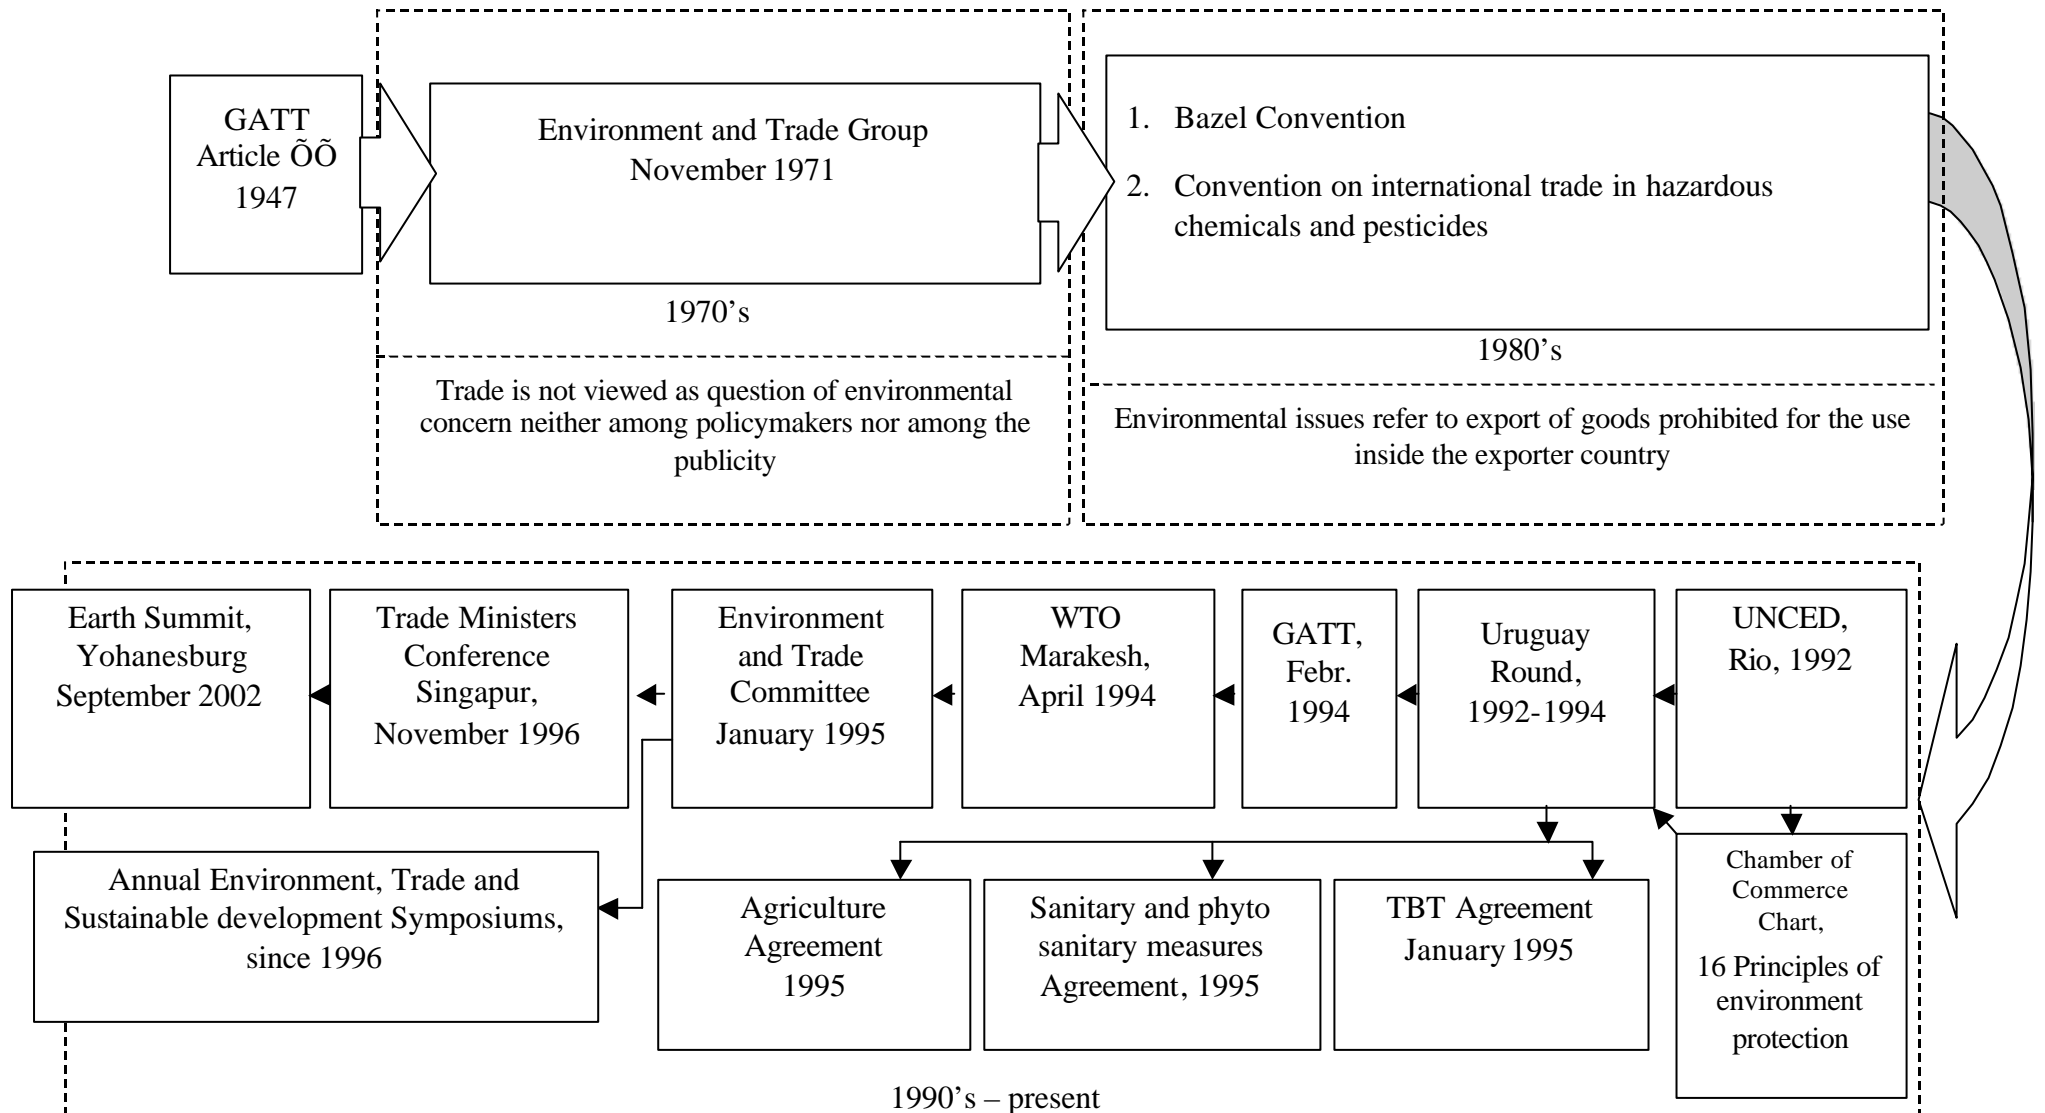 GATT
Article ÕÕ
1947
Environment and Trade Group
November 1971
1970’s
Trade is not viewed as question of environmental
concern neither among policymakers nor among the
publicity
1. Bazel Convention
2. Convention on international trade in hazardous
chemicals and pesticides
1980’s
Environmental issues refer to export of goods prohibited for the use
inside the exporter country
Earth Summit,
Yohanesburg
September 2002
Trade Ministers
Conference
Singapur,
November 1996
Environment
and Trade
Committee
January 1995
WTO
Marakesh,
April 1994
GATT,
Febr.
1994
Uruguay
Round,
1992-1994
UNCED,
Rio, 1992
Annual Environment, Trade and
Sustainable development Symposiums,
since 1996
Agriculture
Agreement
1995
Sanitary and phyto
sanitary measures
Agreement, 1995
TBT Agreement
January 1995
Chamber of
Commerce
Chart,
16 Principles of
environment
protection
1990’s – present